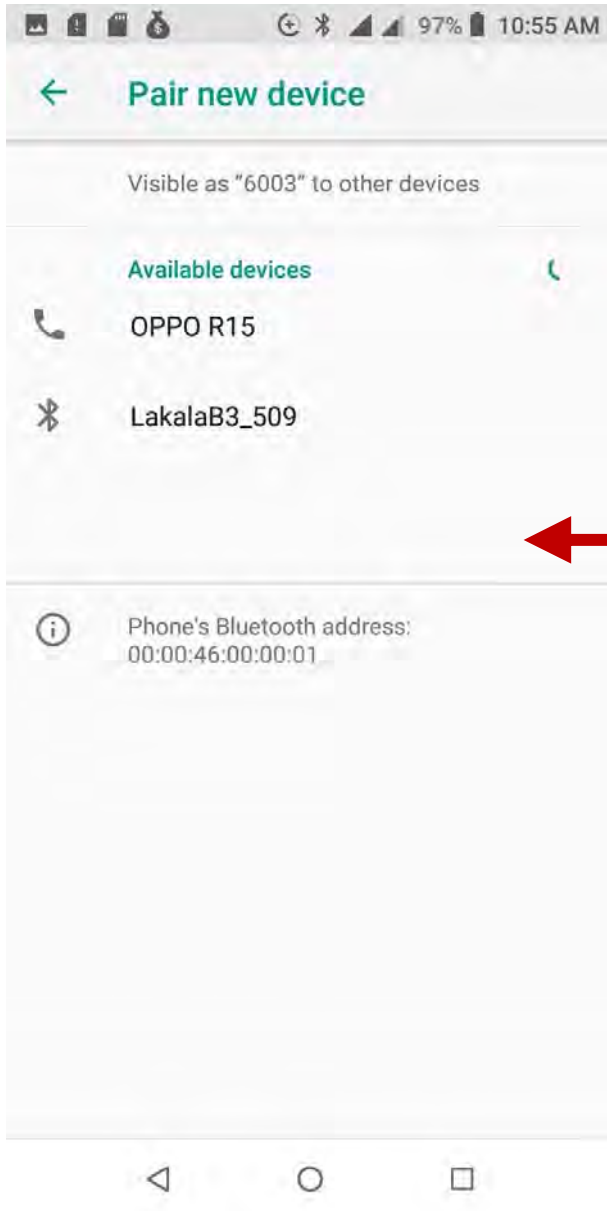 97% 10:55 AM
Pair new device
Visible as "6003" to other devices
Available devices
OPPO R15
LakalaB3_509
Phone's Bluetooth address:
00:00:46:00:00:01